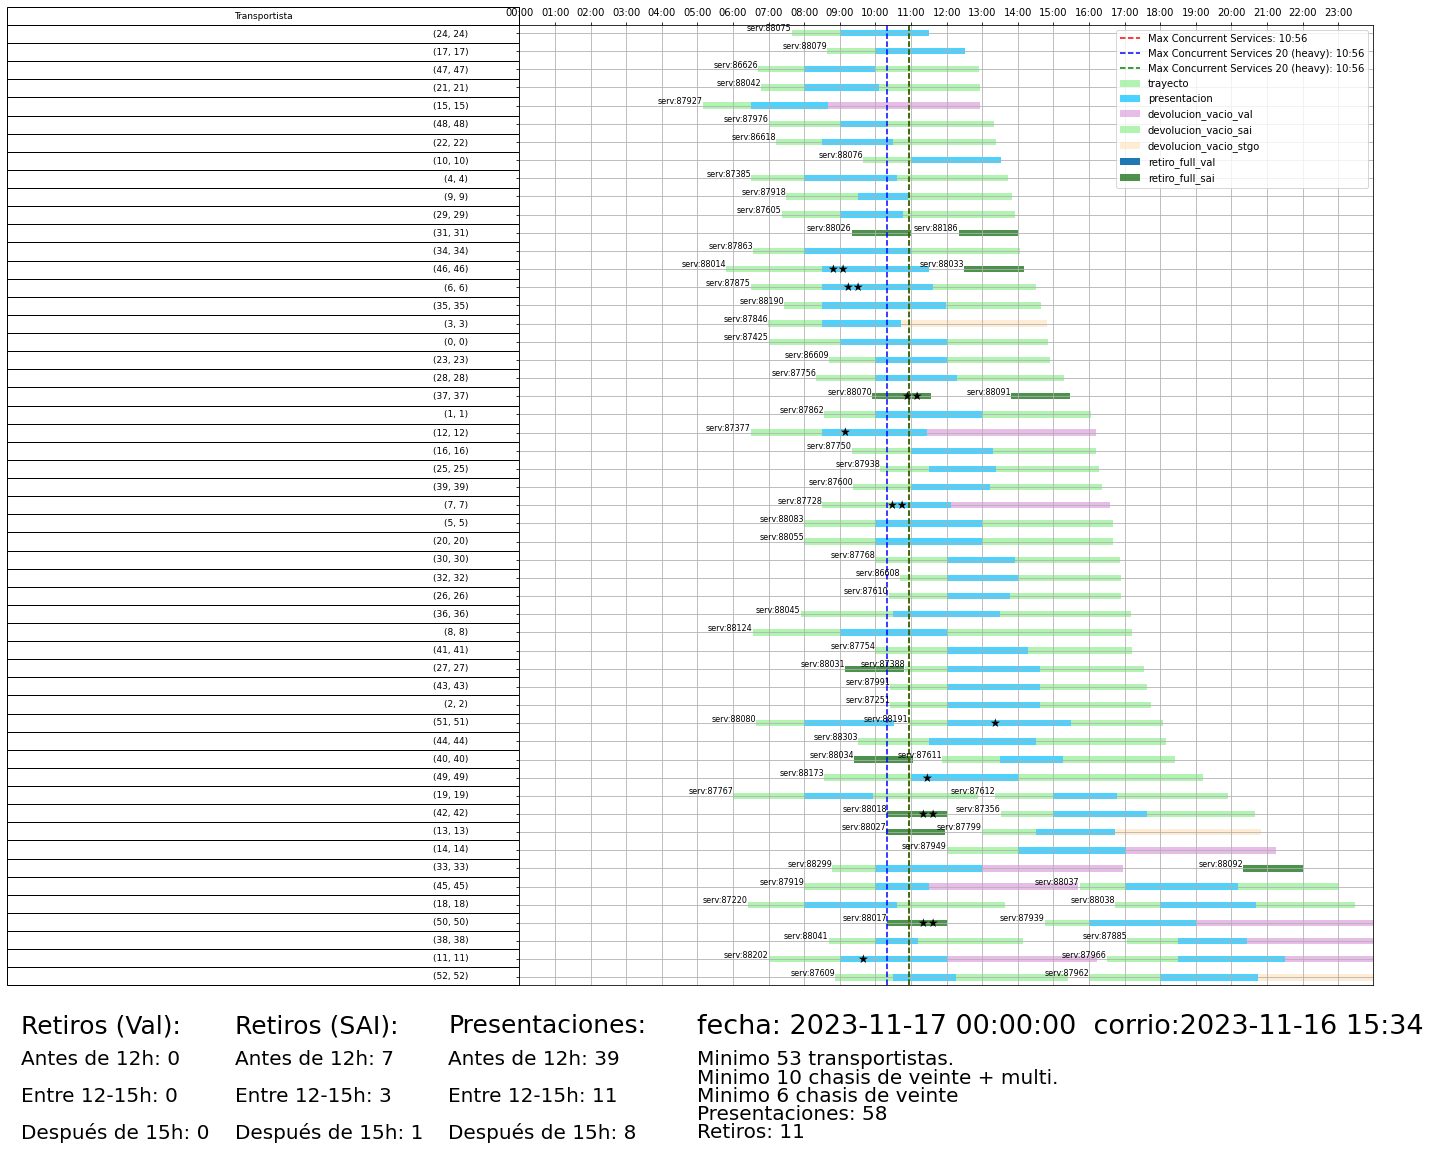 Transportista
00:00 01:00 02:00 03:00 04:00 05:00 06:00 07:00 08:00 09:00 10:00 11:00 12:00 13:00 14:00 15:00 16:00 17:00 18:00 19:00 20:00 21:00 22:00 23:00
Max Concurrent Services: 10:56
Max Concurrent Services 20 (heavy): 10:56
Max Concurrent Services 20 (heavy): 10:56
trayecto
presentacion
devolucion_vacio_val
devolucion_vacio_sai
devolucion_vacio_stgo
retiro_full_val
retiro_full_sai
(24, 24) serv:88075
(17, 17) serv:88079
(47, 47) serv:86626
(21, 21) serv:88042
(15, 15) serv:87927
(48, 48) serv:87976
(22, 22) serv:86618
(10, 10) serv:88076
(4, 4) serv:87385
(9, 9) serv:87918
(29, 29) serv:87605
(31, 31) serv:88026 serv:88186
(34, 34) serv:87863
(46, 46) serv:88014 serv:88033
(6, 6) serv:87875
(35, 35) serv:88190
(3, 3) serv:87846
(0, 0) serv:87425
(23, 23) serv:86609
(28, 28) serv:87756
(37, 37) serv:88070 serv:88091
(1, 1) serv:87862
(12, 12) serv:87377
(16, 16) serv:87750
(25, 25) serv:87938
(39, 39) serv:87600
(7, 7) serv:87728
(5, 5) serv:88083
(20, 20) serv:88055
(30, 30) serv:87768
(32, 32) serv:86608
(26, 26) serv:87610
(36, 36) serv:88045
(8, 8) serv:88124
(41, 41) serv:87754
(27, 27) serv:88031 serv:87388
(43, 43) serv:87991
(2, 2) serv:87251
(51, 51) serv:88080 serv:88191
(44, 44) serv:88303
(40, 40) serv:88034 serv:87611
(49, 49) serv:88173
(19, 19) serv:87767 serv:87612
(42, 42) serv:88018 serv:87356
(13, 13) serv:88027 serv:87799
(14, 14) serv:87949
(33, 33) serv:88299 serv:88092
(45, 45) serv:87919 serv:88037
(18, 18) serv:87220 serv:88038
(50, 50) serv:88017 serv:87939
(38, 38) serv:88041 serv:87885
(11, 11) serv:88202 serv:87966
(52, 52) serv:87609 serv:87962
Retiros (Val):
Antes de 12h: 0
Entre 12-15h: 0
Después de 15h: 0
Retiros (SAI):
Antes de 12h: 7
Entre 12-15h: 3
Después de 15h: 1
Presentaciones:
Antes de 12h: 39
Entre 12-15h: 11
Después de 15h: 8
fecha: 2023-11-17 00:00:00 corrio:2023-11-16 15:34
Minimo 53 transportistas.
Minimo 10 chasis de veinte + multi.
Minimo 6 chasis de veinte
Presentaciones: 58
Retiros: 11